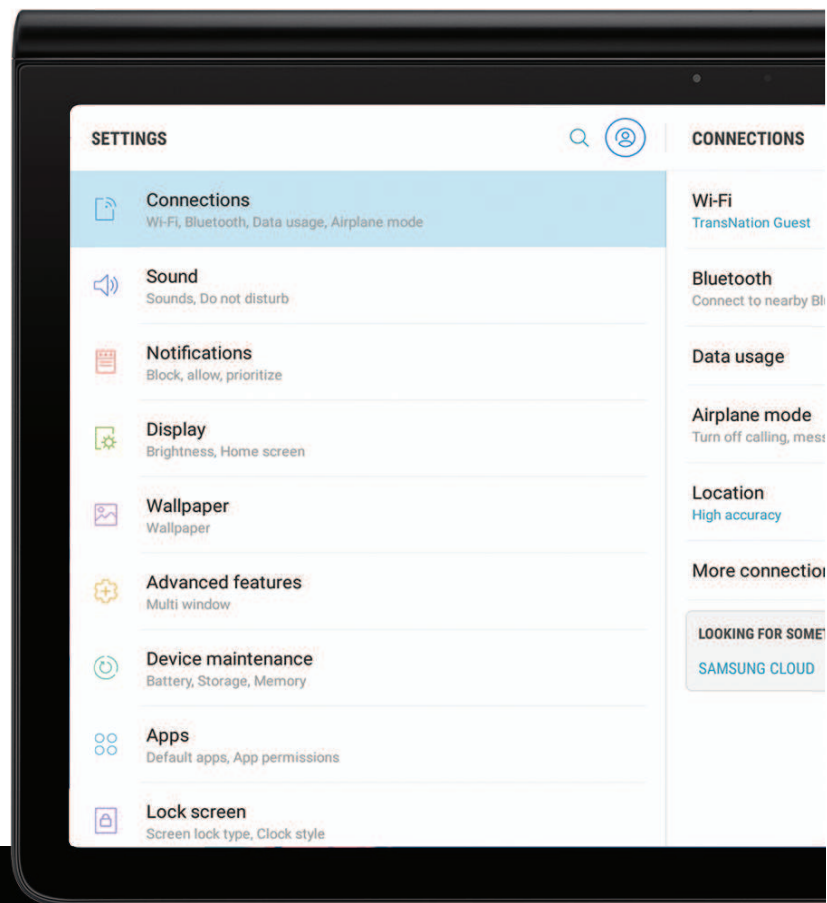 SETTINGS
Connections
Wi-Fi, Bluetooth, Data usage, Airplane mode
Sound
Sounds, Do not disturb
Notifications
Block, allow, prioritize
Display
Brightness, Home screen
Wallpaper
Wallpaper
Advanced features
Multi window
Device maintenance
Battery, Storage, Memory
Apps
Default apps, App permissions
Lock screen
Screen lock type, Clock style
CONNECTIONS
Wi-Fi
TransNation Guest
Bluetooth
Connect to nearby
Data usage
Airplane mode
Turn off calling,
Location
High accuracy
More
LOOKING FOR
SAMSUNG CLOUD